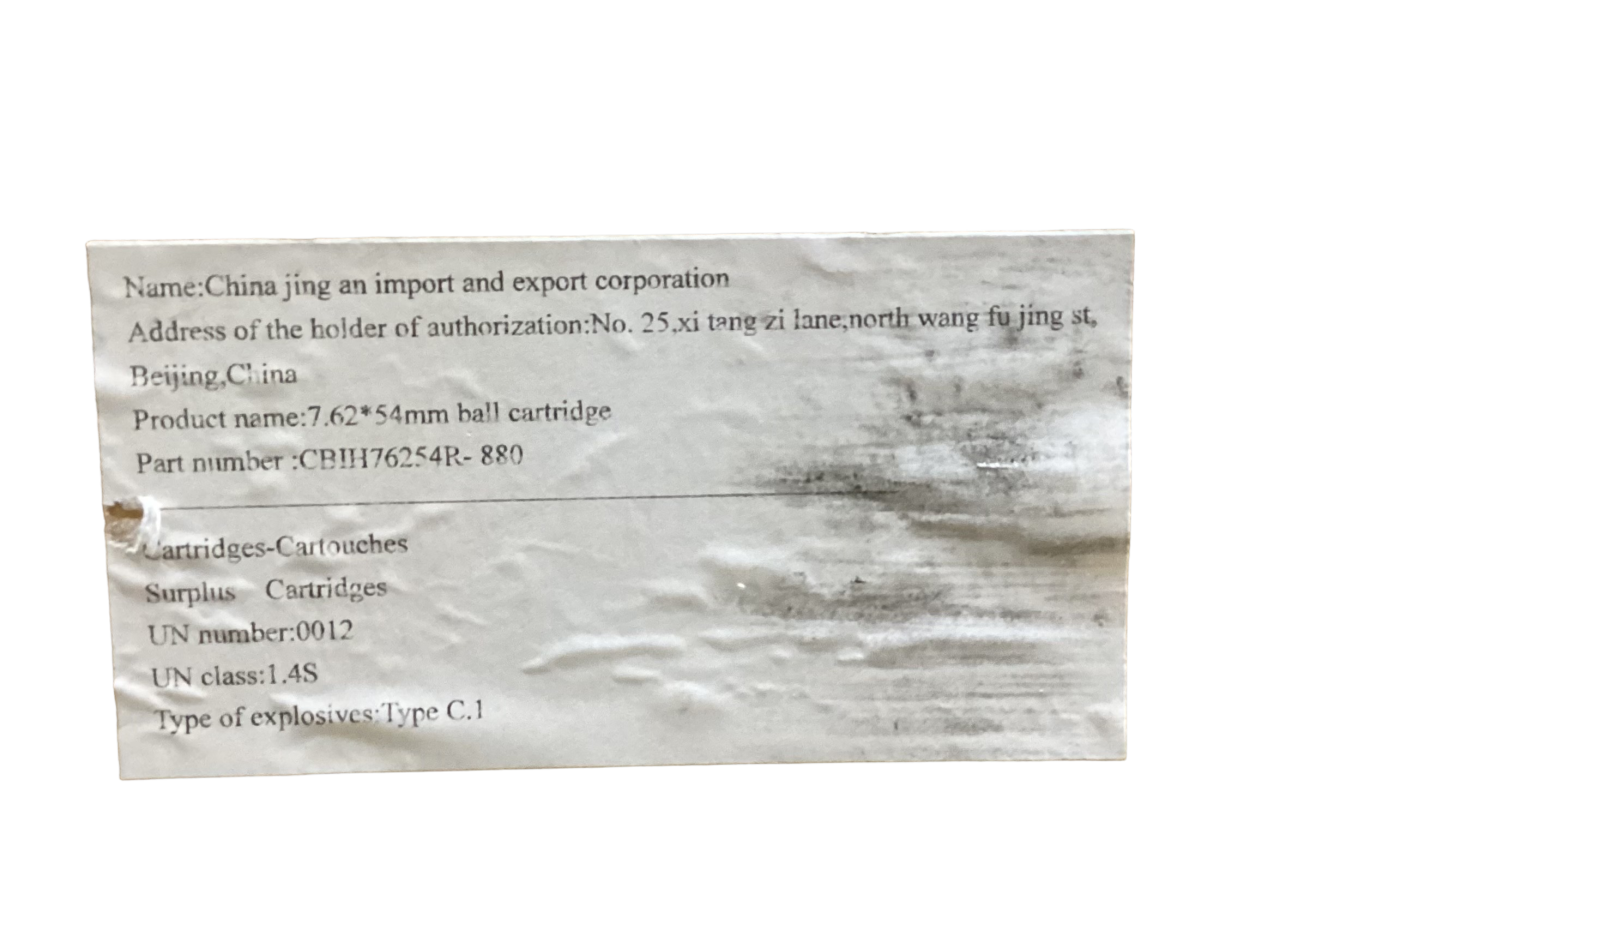 Name:China jing an import and export corporation
Address of the holder of authorization:No. 25,xi tang zi lane,north wang fu jing st,
Beijing,China
Product name:7.62*54mm ball cartridge
Part number :CBIH76254R- 880
Cartridges-Cartouches
Surplus Cartridges
UN number:0012
UN class:1.4S
Type of explosives:Type C.1